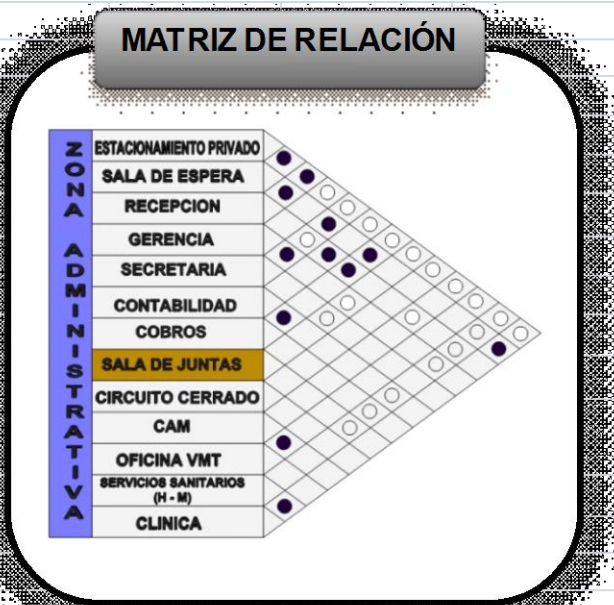 MATRIZ DE RELACIÓN
ZONA ADMINISTRATIVA
ESTACIONAMIENTO PRIVADO
SALA DE ESPERA
RECEPCION
GERENCIA
SECRETARIA
CONTABILIDAD
COBROS
SALA DE JUNTAS
CIRCUITO CERRADO
CAM
OFICINA VMT
SERVICIOS SANITARIOS
(H - M)
CLINICA